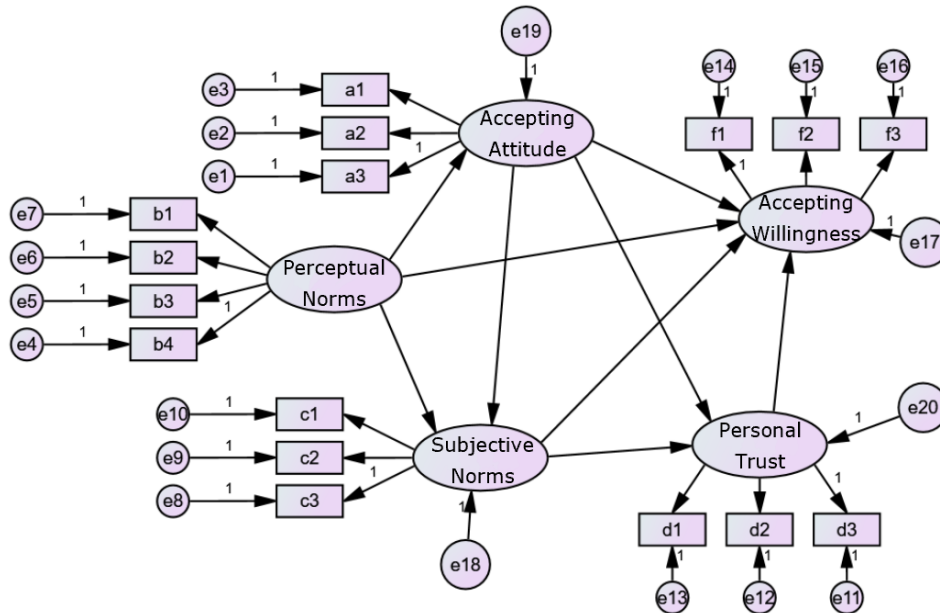 e19
e14 e15 e16
1 1 1 1
e3 1 a1
e2 1 a2
e1 1 a3
1
Accepting
Attitude
f1 f2 f3
1
Accepting
Willingness
1 e17
e7 1 b1
e6 1 b2
e5 1 b3
e4 1 b4
1
Perceptual
Norms
e10 1 c1
e9 1 c2
e8 1 c3
1
Subjective
Norms
1
e18
Personal
Trust
1 e20
1
d1 d2 d3
1 1 1
e13 e12 e11